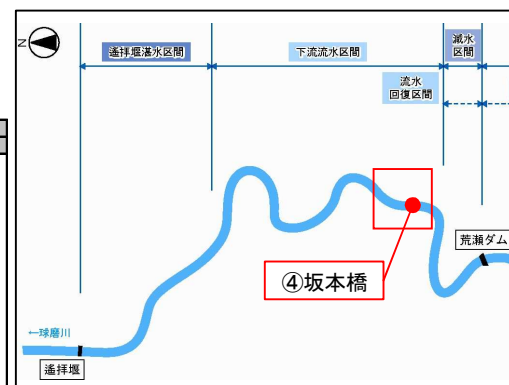 N
遙拝堰湛水区間
下流流水区間
減水
区間
流水
回復区間
荒瀬ダム
④坂本橋
←球磨川
遙拝堰